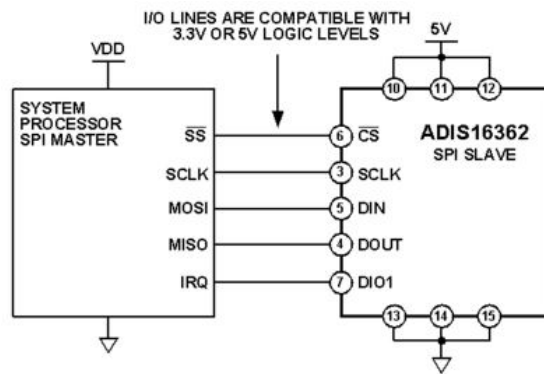 I/O LINES ARE COMPATIBLE WITH
3.3V OR 5V LOGIC LEVELS
VDD
5V
10 11 12
SYSTEM
PROCESSOR
SPI MASTER
ADIS16362
SPI SLAVE
SS 6 CS
SCLK 3 SCLK
MOSI 5 DIN
MISO 4 DOUT
IRQ 7 DIO1
13 14 15